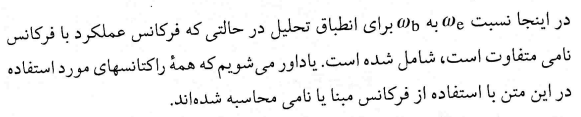 در اینجا نسبت ωe به ωb برای انطباق تحلیل در حالتی که فرکانس عملکرد با فرکانس
نامی متفاوت است، شامل شده است. یادآور می‌شویم که همهٔ راکتانسهای مورد استفاده
در این متن با استفاده از فرکانس مبنا یا نامی محاسبه شده‌اند.